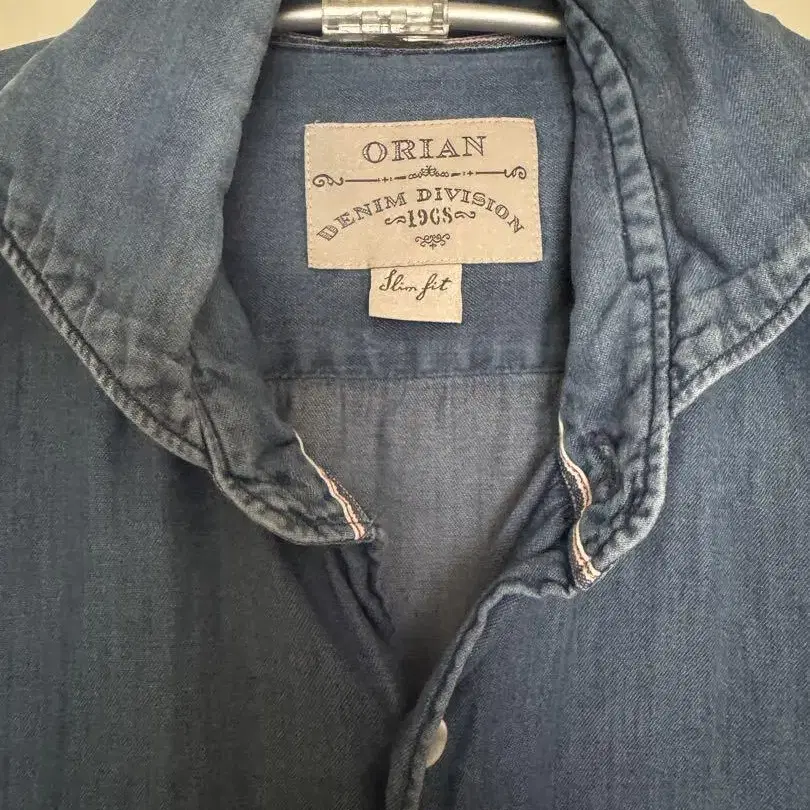 ORIAN
DENIM DIVISION
1968
Slim fit